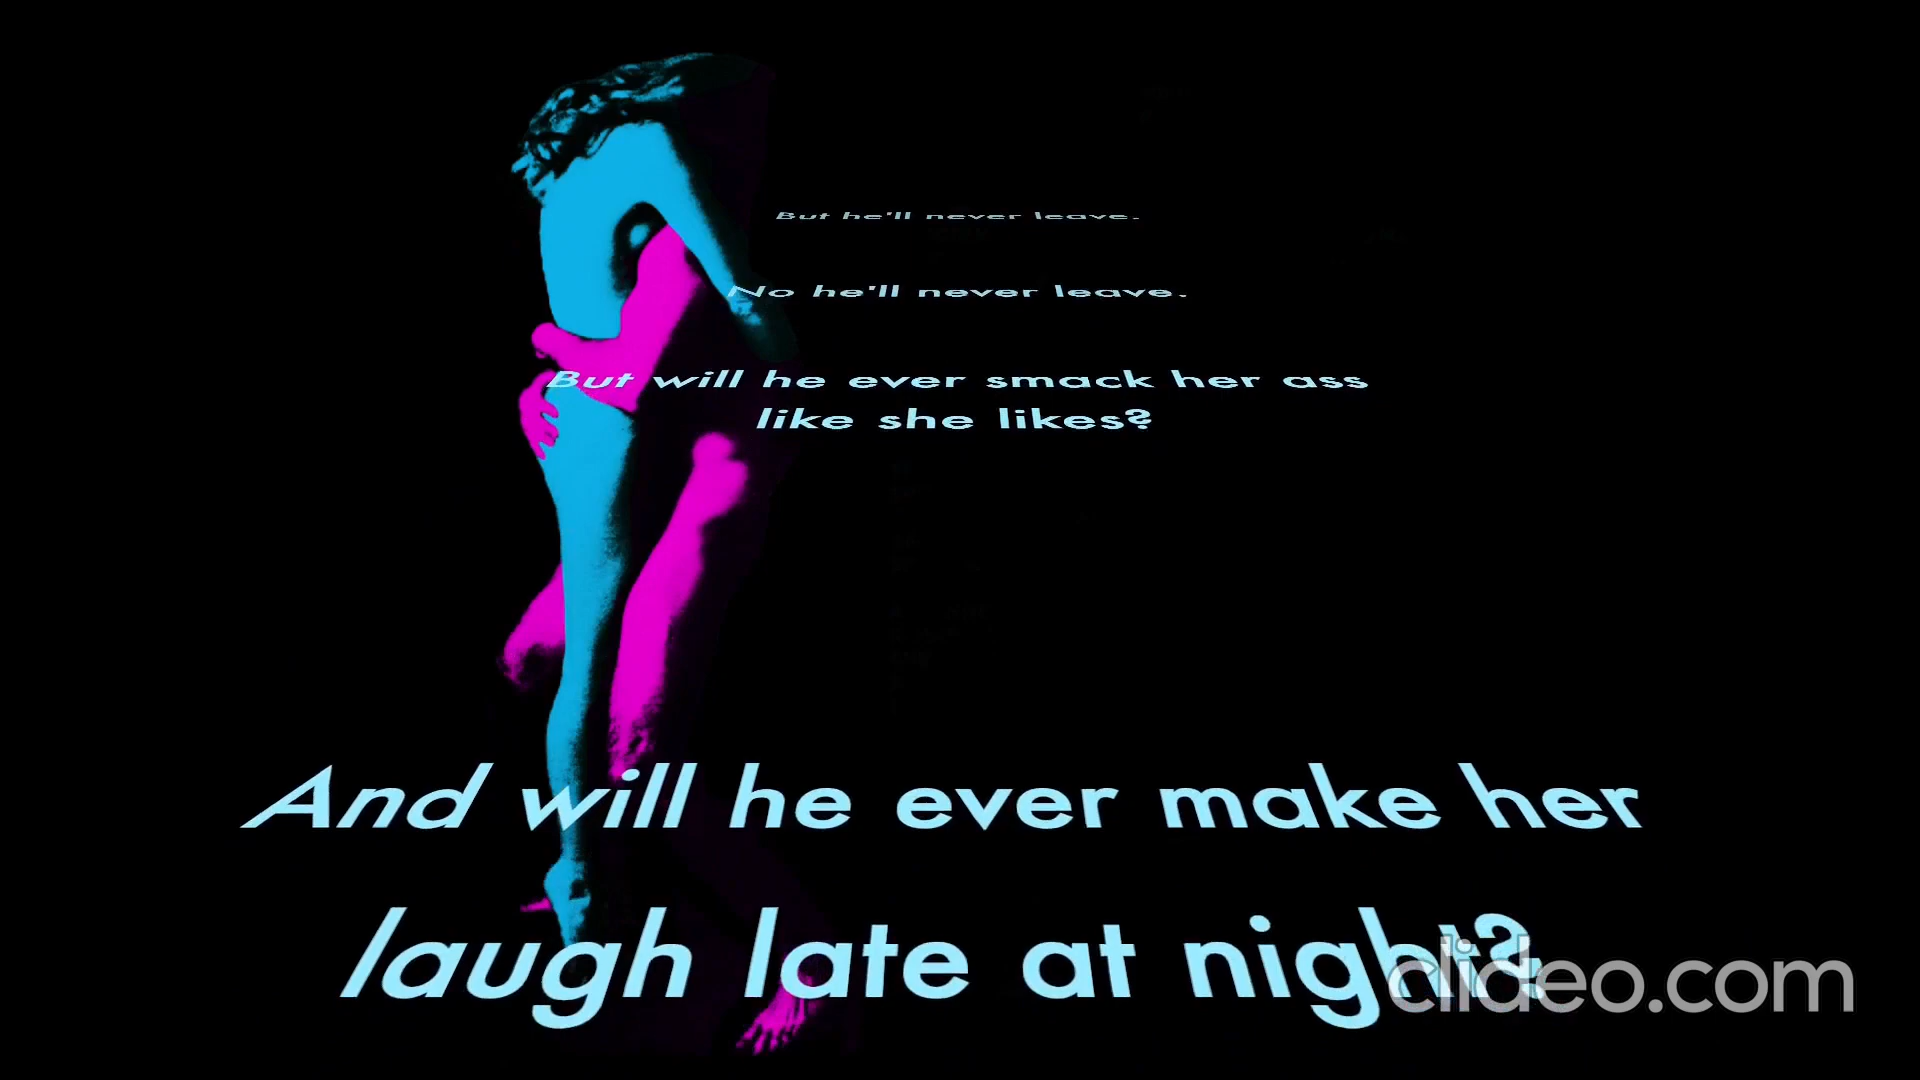 But he'll never leave.
No he'll never leave.
But will he ever smack her ass
like she likes?
And will he ever make her
laugh late at night?
clideo.com